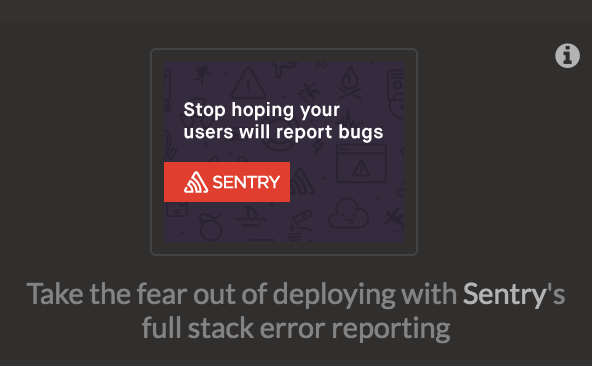 Stop hoping your
users will report bugs
SENTRY
Take the fear out of deploying with Sentry's
full stack error reporting